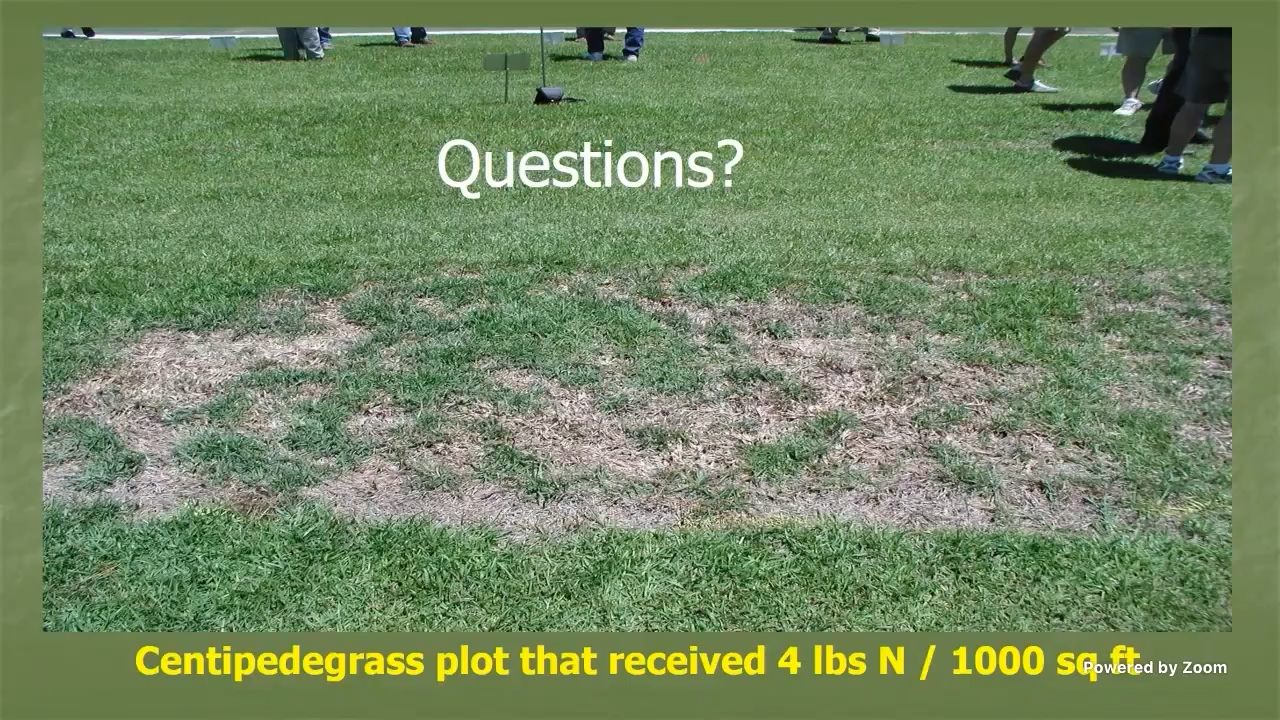 Questions?
Centipedegrass plot that received 4 lbs N / 1000 sq ft
Powered by Zoom